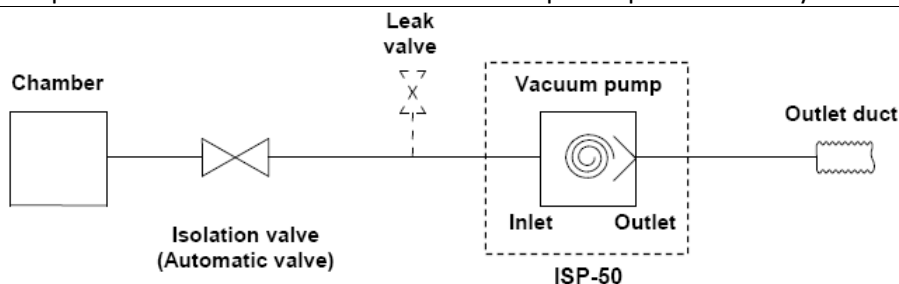 Leak
valve
Chamber
Vacuum pump
Outlet duct
X
Inlet
Outlet
Isolation valve
(Automatic valve)
ISP-50